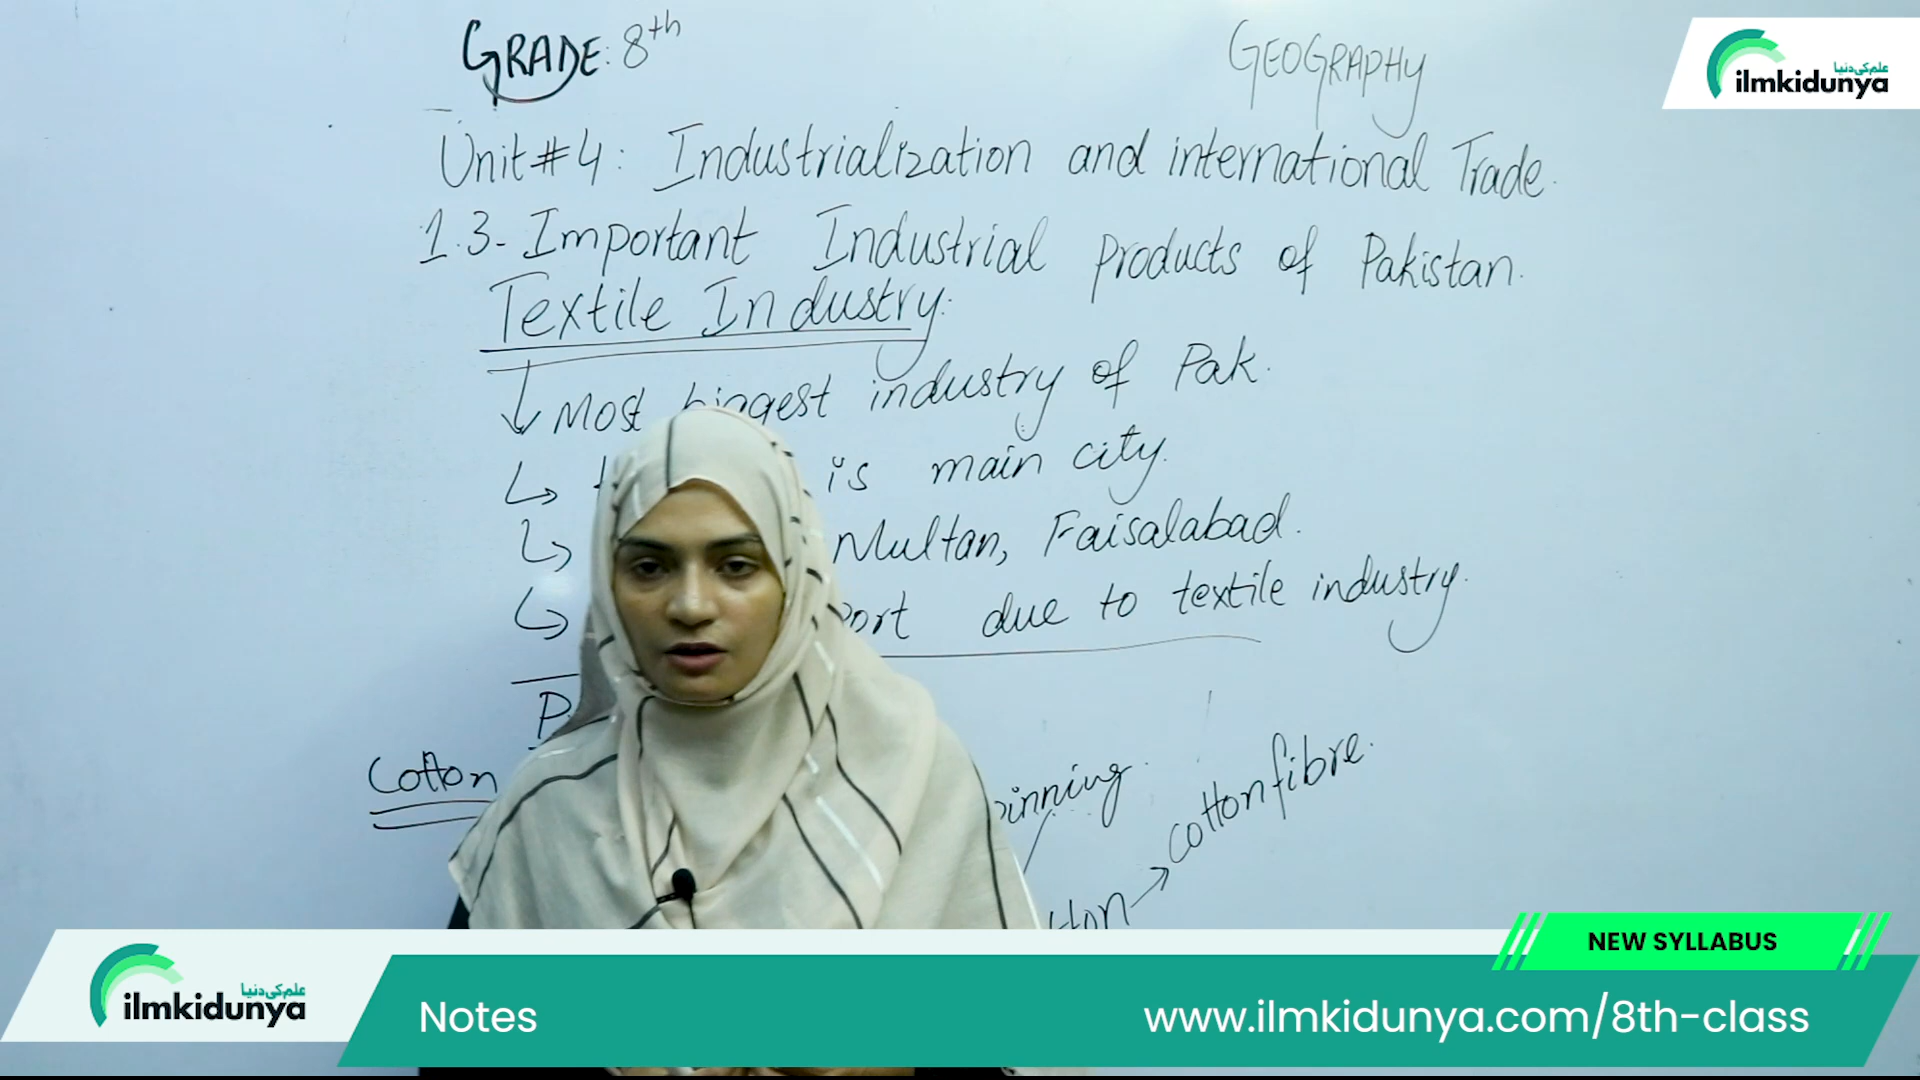 GRADE: 8th
GEOGRAPHY
علم کی دنیا
ilmkidunya
Unit#4: Industrialization and international Trade.
1.3- Important Industrial products of Pakistan.
Textile Industry:
↓ Most biggest industry of Pak.
↳ is main city.
↳ Multan, Faisalabad.
↳ due to textile industry.
Cotton
→ cotton fibre.
NEW SYLLABUS
علم کی دنیا
ilmkidunya
Notes
www.ilmkidunya.com/8th-class